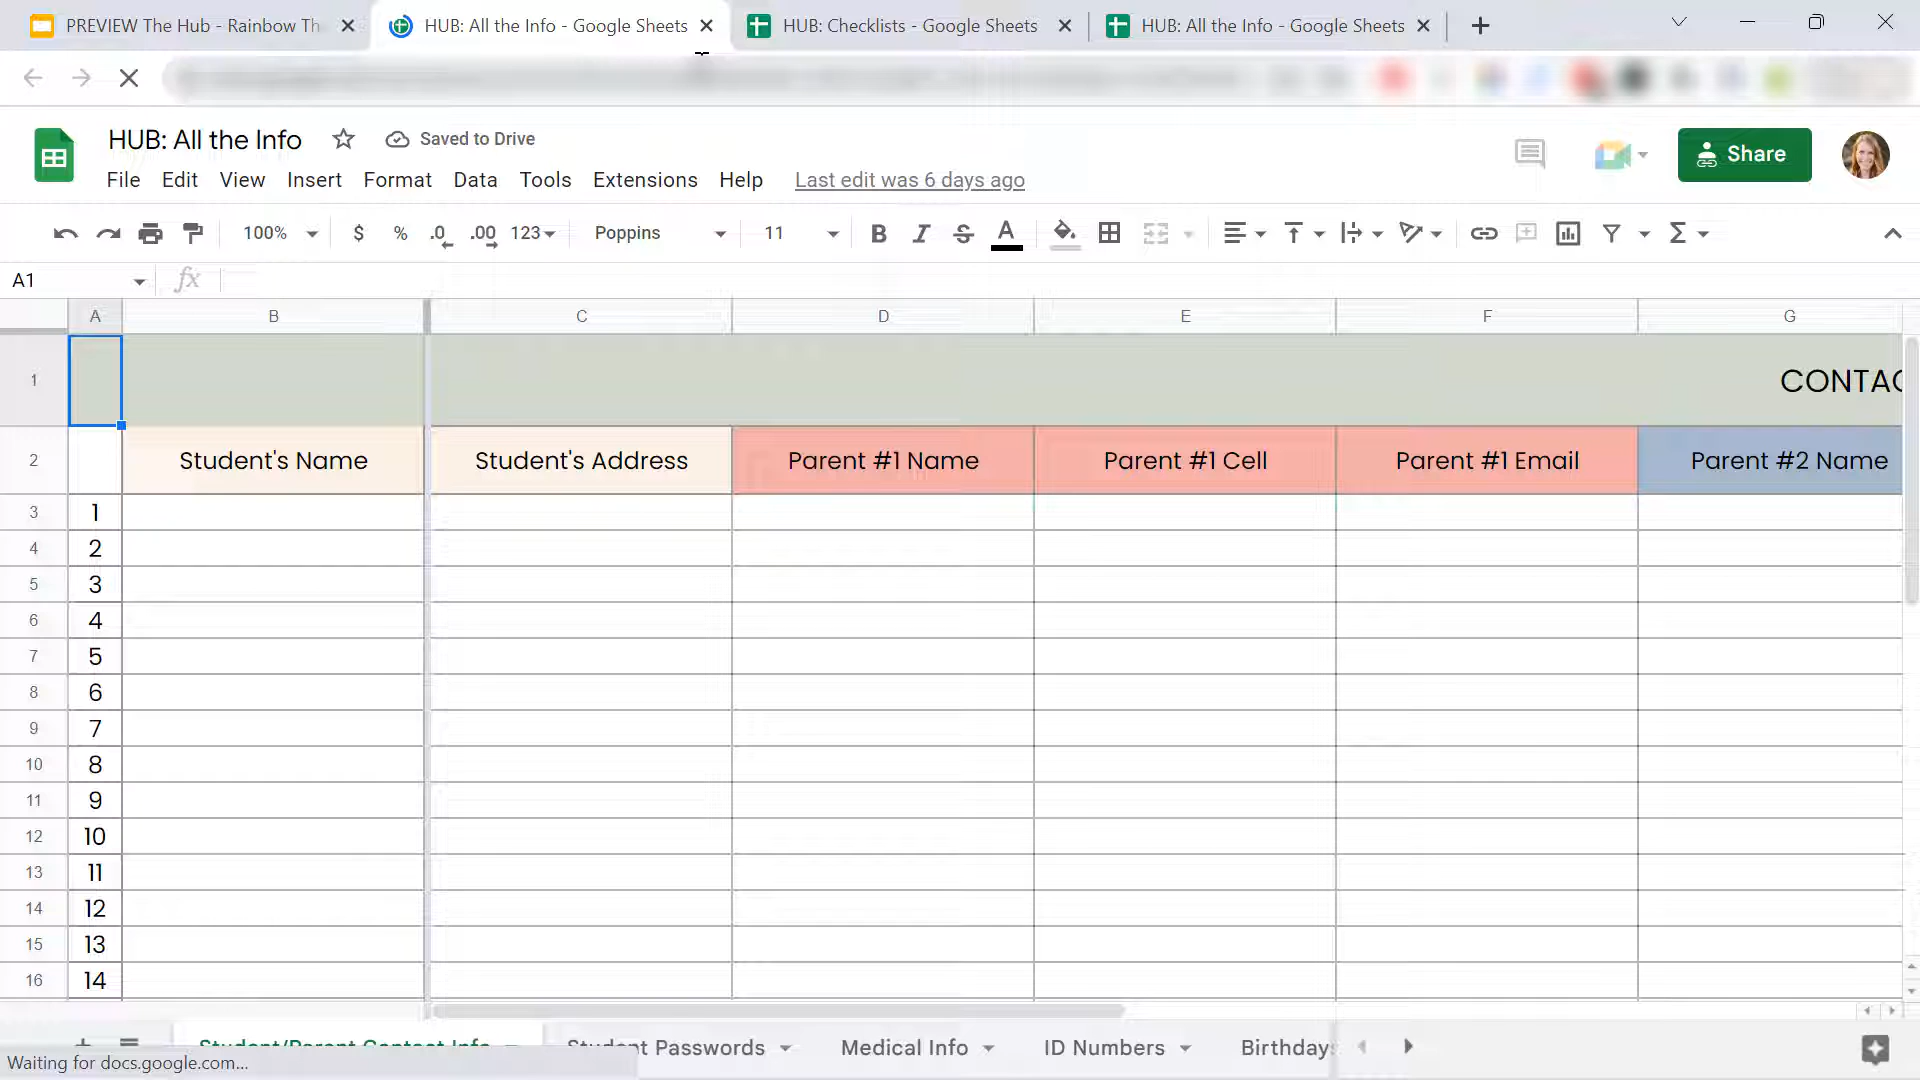 PREVIEW The Hub - Rainbow Th
HUB: All the Info - Google Sheets
HUB: Checklists - Google Sheets
HUB: All the Info - Google Sheets
HUB: All the Info
Saved to Drive
Share
File Edit View Insert Format Data Tools Extensions Help Last edit was 6 days ago
100% $ % .0 .00 123 Poppins 11 B I S A
A1 fx
A B C D E F G
1 CONTAC
2 Student's Name Student's Address Parent #1 Name Parent #1 Cell Parent #1 Email Parent #2 Name
3 1
4 2
5 3
6 4
7 5
8 6
9 7
10 8
11 9
12 10
13 11
14 12
15 13
16 14
Student/Parent Contact Info Student Passwords Medical Info ID Numbers Birthdays
Waiting for docs.google.com...